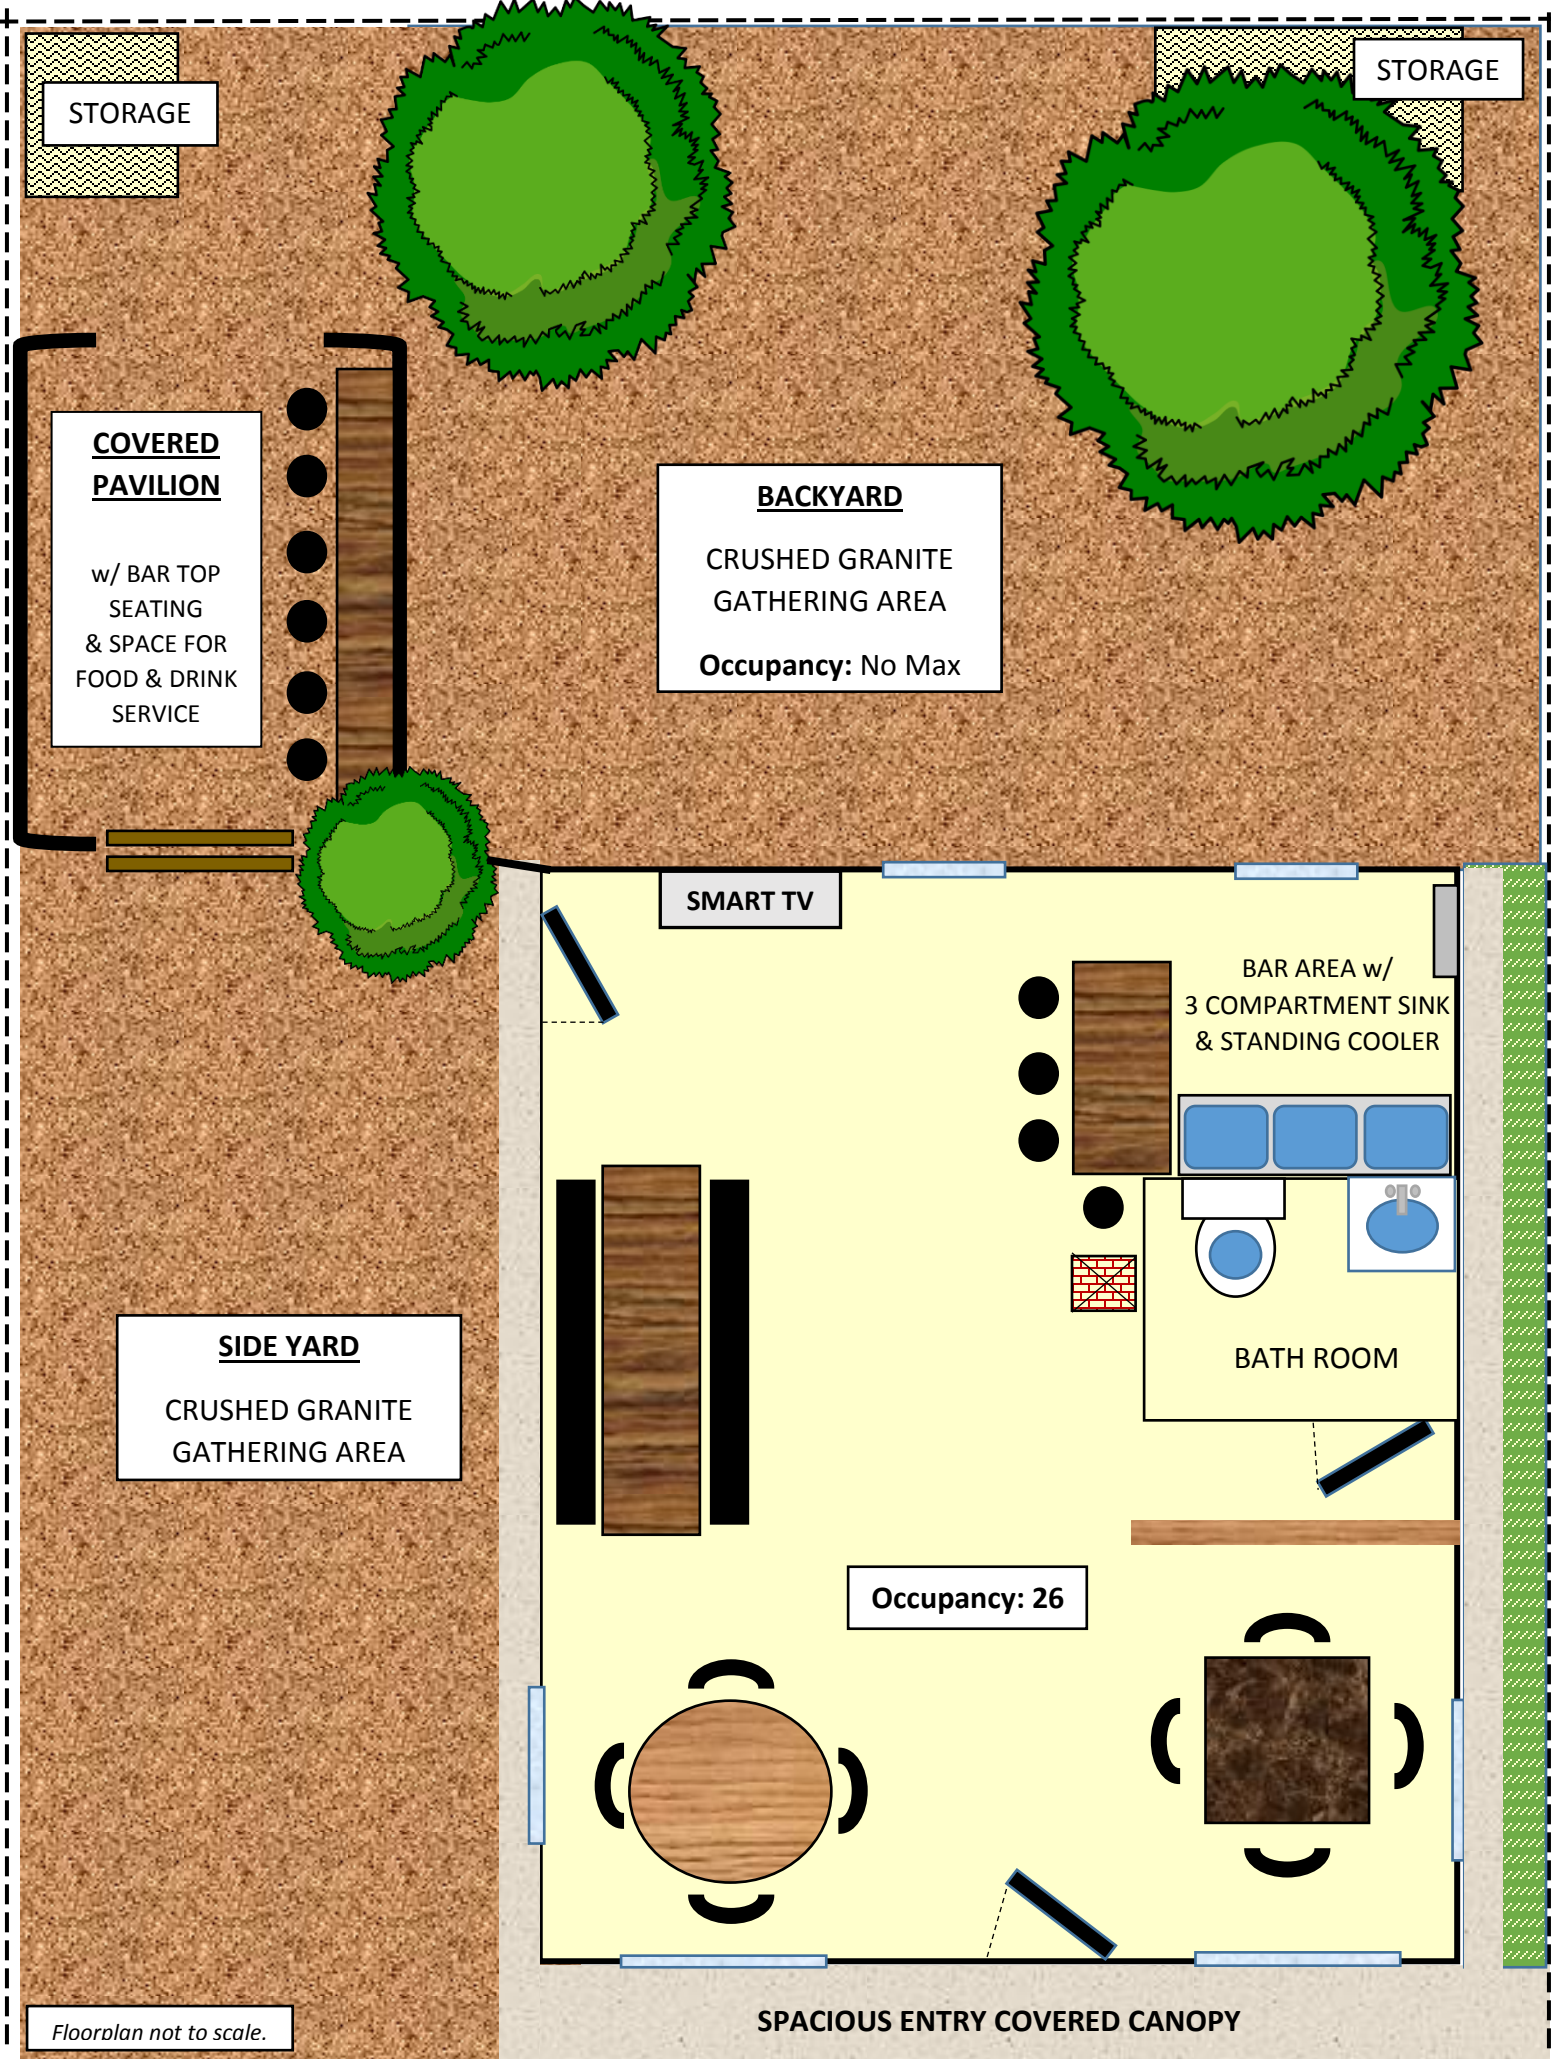 STORAGE
STORAGE
COVERED
PAVILION
w/ BAR TOP
SEATING
& SPACE FOR
FOOD & DRINK
SERVICE
BACKYARD
CRUSHED GRANITE
GATHERING AREA
Occupancy: No Max
SMART TV
BAR AREA w/
3 COMPARTMENT SINK
& STANDING COOLER
SIDE YARD
CRUSHED GRANITE
GATHERING AREA
BATH ROOM
Occupancy: 26
SPACIOUS ENTRY COVERED CANOPY
Floorplan not to scale.